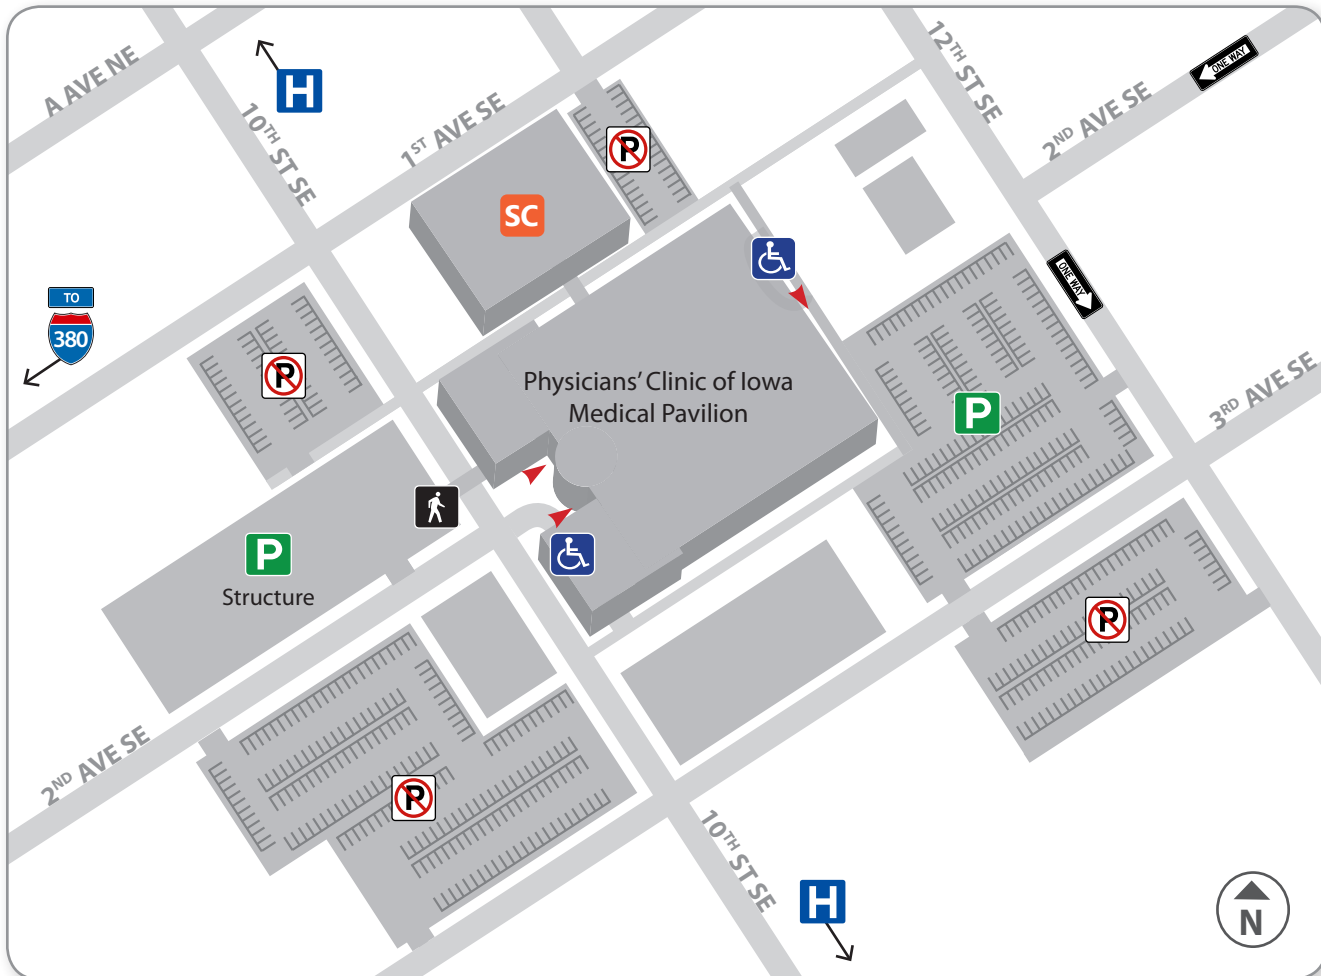 A AVE NE
H
10TH ST SE
1ST AVE SE
P
12TH ST SE
2ND AVE SE
ONE WAY
SC
ONE WAY
TO
380
P
Physicians’ Clinic of Iowa
Medical Pavilion
P
3RD AVE SE
P
Structure
P
2ND AVE SE
P
10TH ST SE
H
N